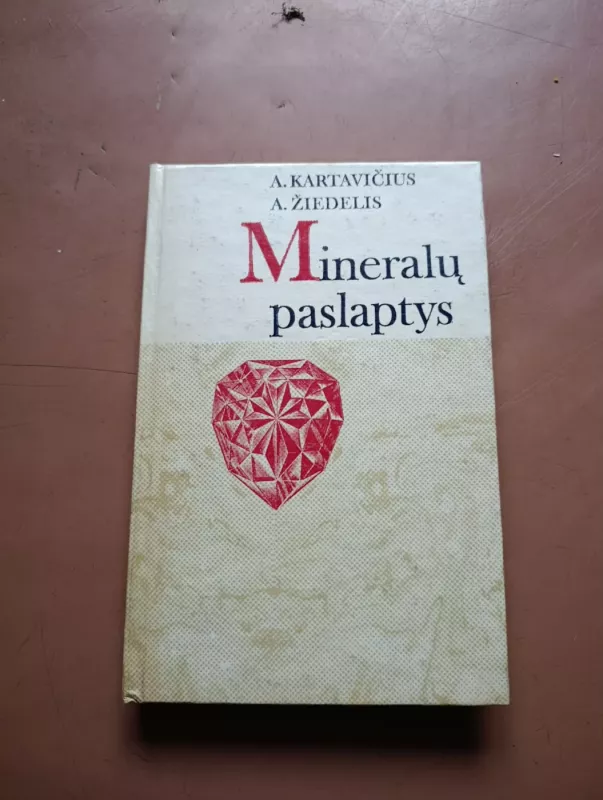 A. KARTAVIČIUS
A. ŽIEDELIS
Mineralų
paslaptys